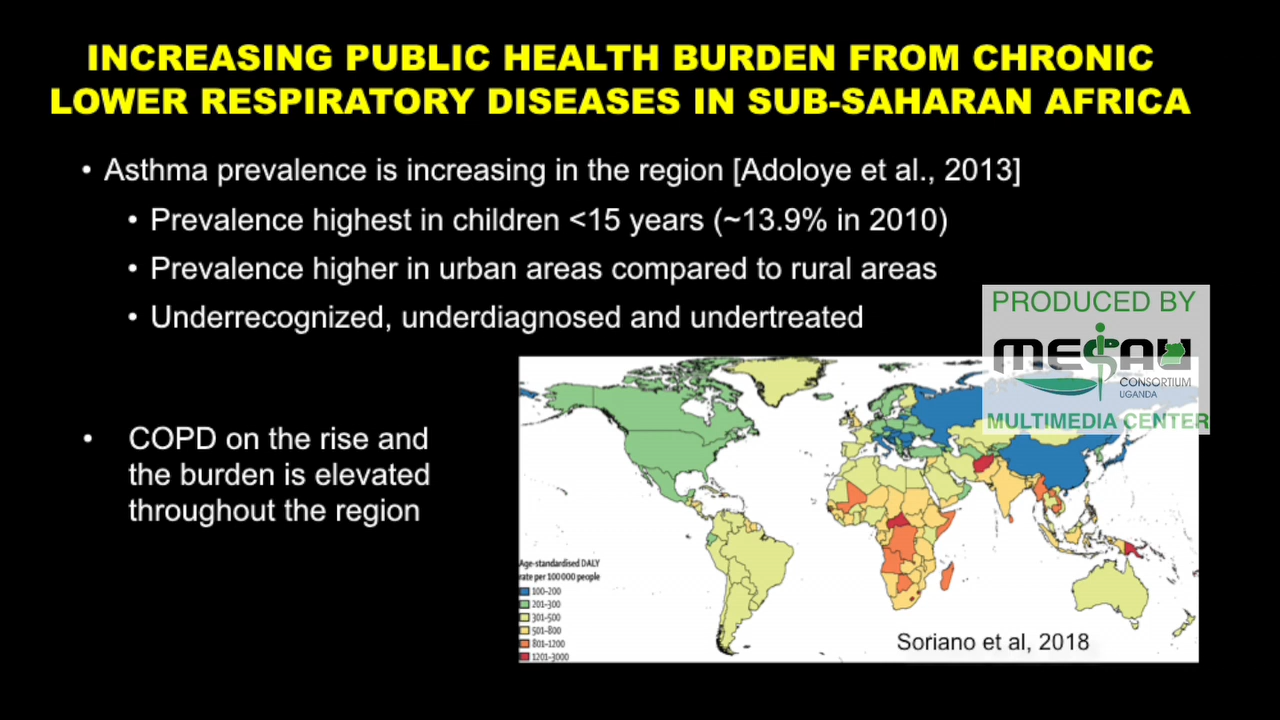 INCREASING PUBLIC HEALTH BURDEN FROM CHRONIC
LOWER RESPIRATORY DISEASES IN SUB-SAHARAN AFRICA
• Asthma prevalence is increasing in the region [Adoloye et al., 2013]
• Prevalence highest in children <15 years (~13.9% in 2010)
• Prevalence higher in urban areas compared to rural areas
• Underrecognized, underdiagnosed and undertreated
PRODUCED BY
MESAU
CONSORTIUM
UGANDA
MULTIMEDIA CENTER
• COPD on the rise and
the burden is elevated
throughout the region
Age-standardised DALY
rate per 100 000 people
100–200
201–300
301–500
501–800
801–1200
1201–3000
Soriano et al, 2018